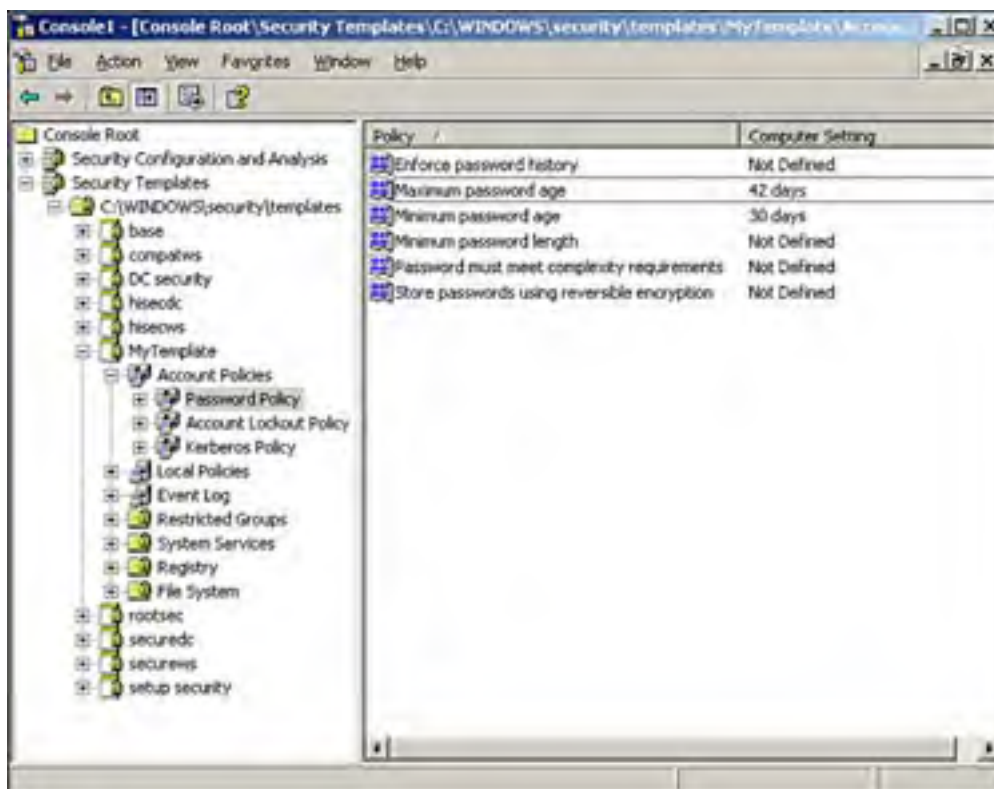 Console1 - [Console Root\Security Templates\C:\WINDOWS\security\templates\MyTemplate\
File Action View Favorites Window Help
Console Root
Security Configuration and Analysis
Security Templates
C:\WINDOWS\security\templates
base
compatws
DC security
hisecdc
hisecws
MyTemplate
Account Policies
Password Policy
Account Lockout Policy
Kerberos Policy
Local Policies
Event Log
Restricted Groups
System Services
Registry
File System
rootsec
securedc
securews
setup security
Policy / Computer Setting
Enforce password history Not Defined
Maximum password age 42 days
Minimum password age 30 days
Minimum password length Not Defined
Password must meet complexity requirements Not Defined
Store passwords using reversible encryption Not Defined